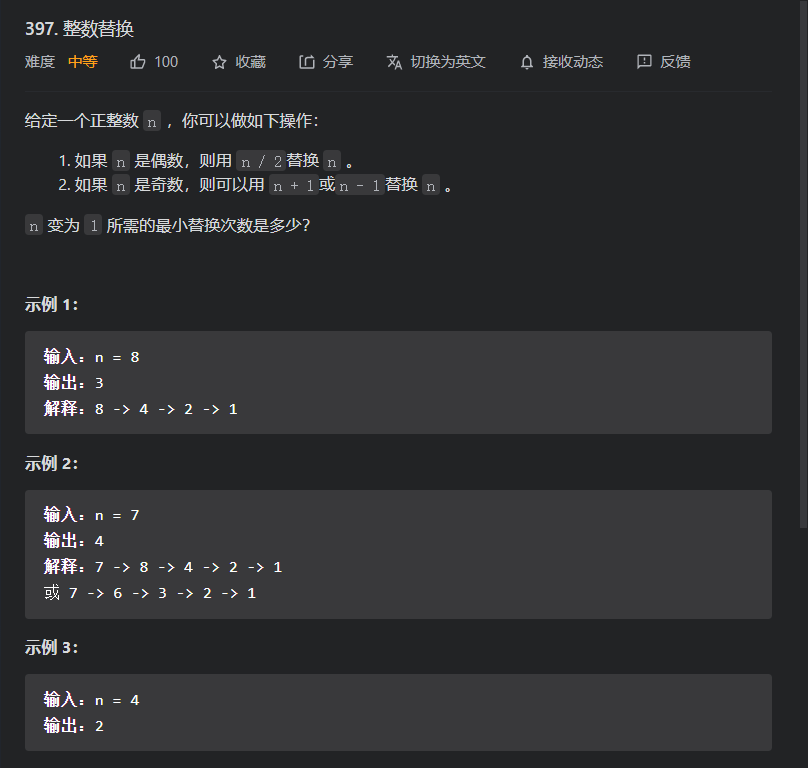 397. 整数替换
难度 中等 100 收藏 分享 切换为英文 接收动态 反馈
给定一个正整数 n ，你可以做如下操作：
1. 如果 n 是偶数，则用 n / 2替换 n 。
2. 如果 n 是奇数，则可以用 n + 1或n - 1替换 n 。
n 变为 1 所需的最小替换次数是多少？
示例 1：
输入：n = 8
输出：3
解释：8 -> 4 -> 2 -> 1
示例 2：
输入：n = 7
输出：4
解释：7 -> 8 -> 4 -> 2 -> 1
或 7 -> 6 -> 3 -> 2 -> 1
示例 3：
输入：n = 4
输出：2